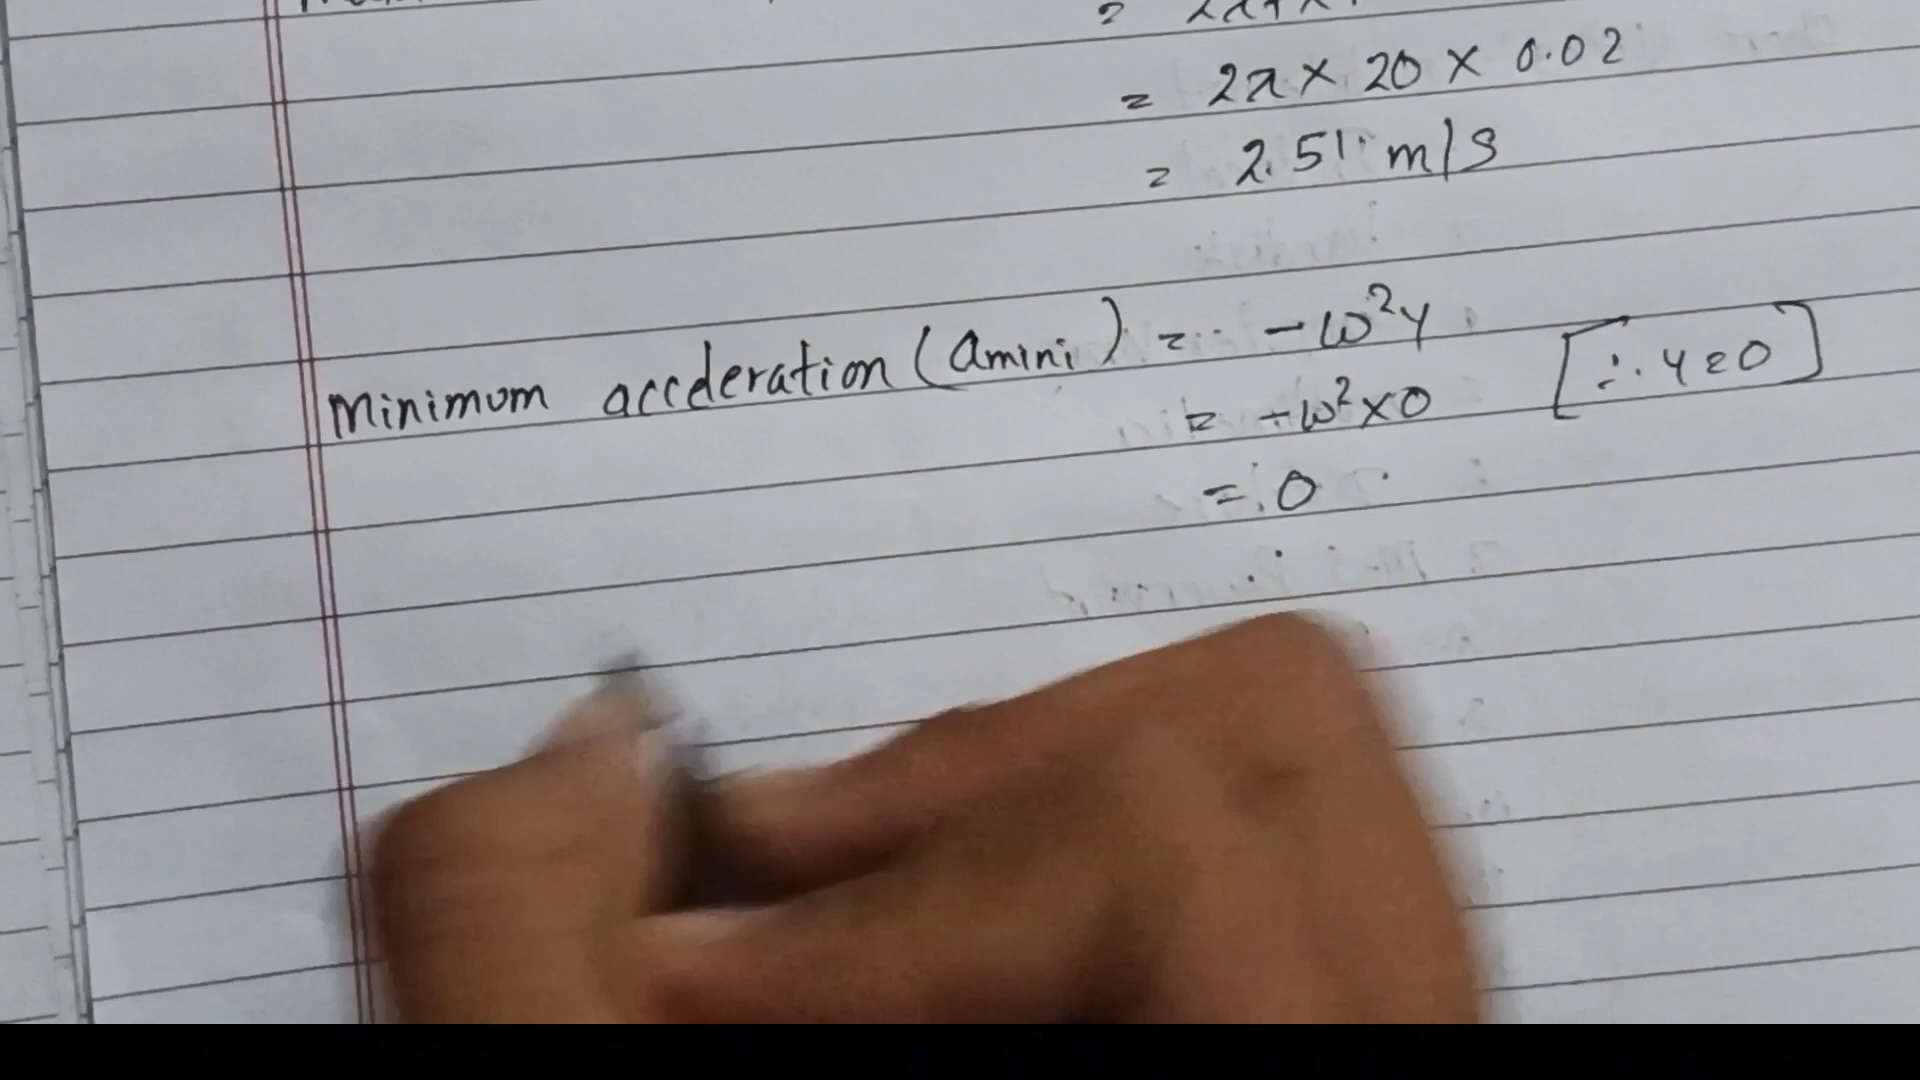 = 2π × 20 × 0.02
= 2.51 m/s
Minimum acceleration (amini) = - ω²y
= - ω² × 0 [∴ y = 0]
= 0